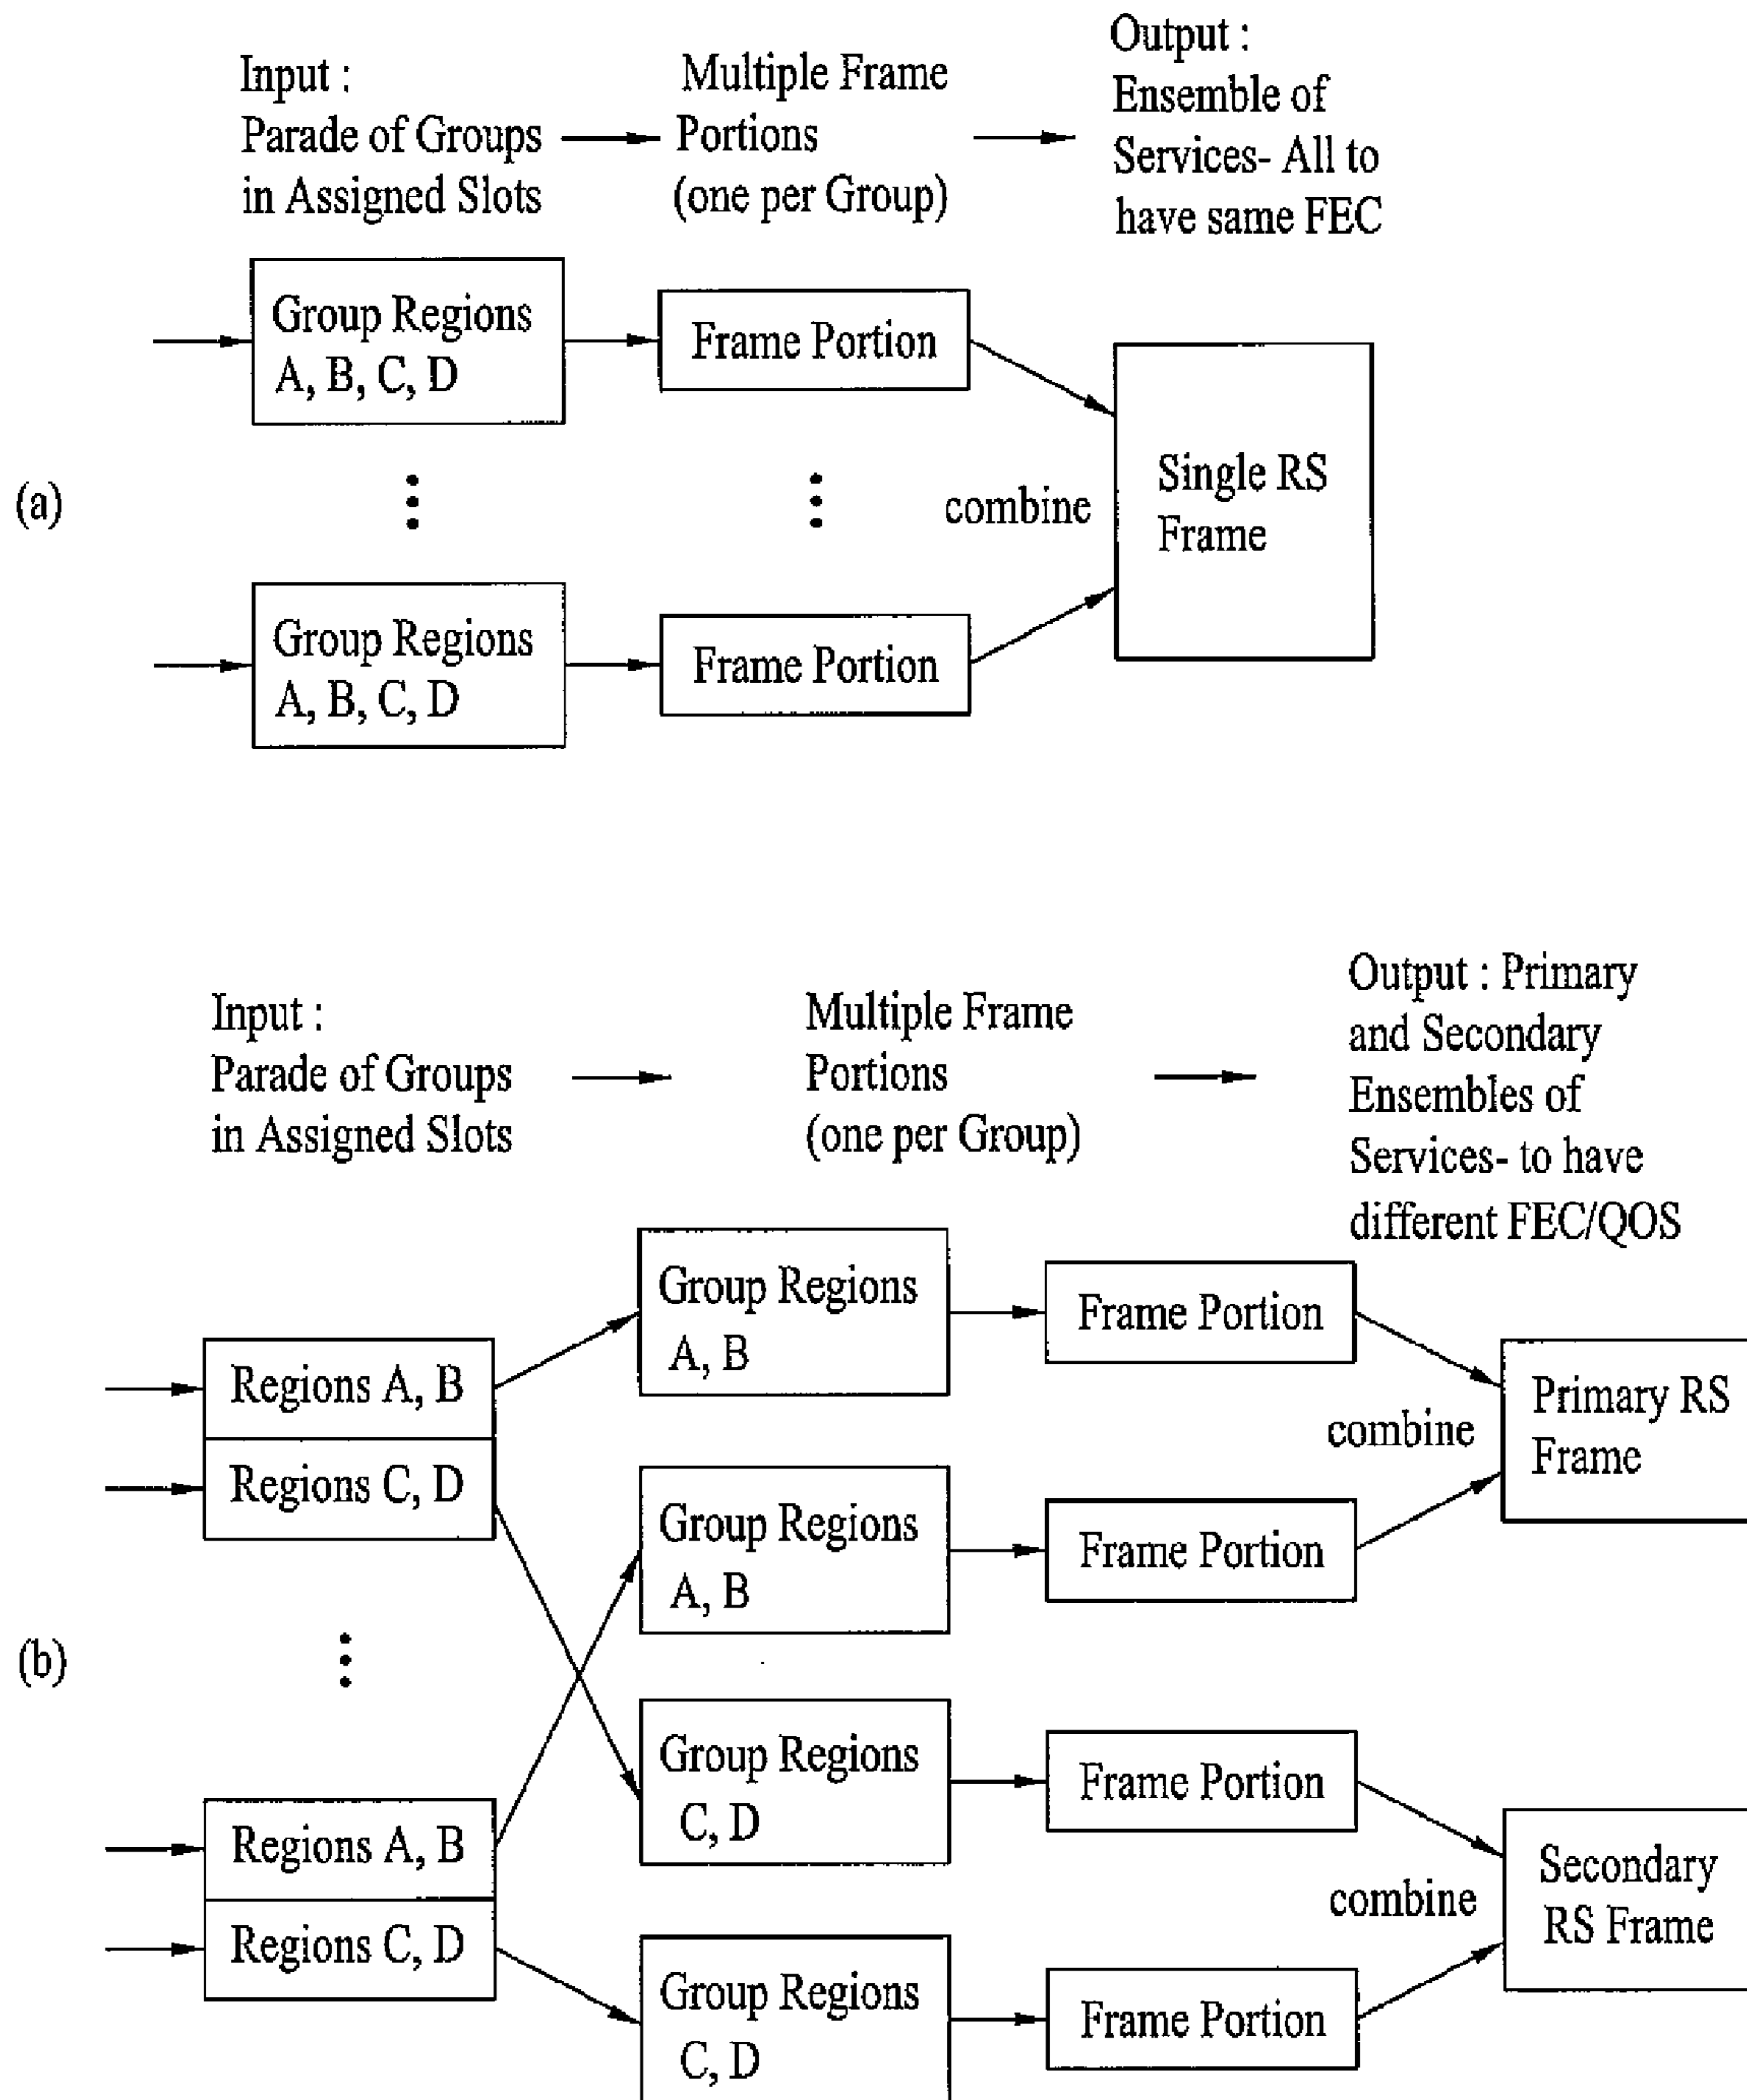 Input :
Parade of Groups
in Assigned Slots
Multiple Frame
Portions
(one per Group)
Output :
Ensemble of
Services- All to
have same FEC
(a)
Group Regions
A, B, C, D
Frame Portion
Group Regions
A, B, C, D
Frame Portion
combine
Single RS
Frame
Input :
Parade of Groups
in Assigned Slots
Multiple Frame
Portions
(one per Group)
Output : Primary
and Secondary
Ensembles of
Services- to have
different FEC/QOS
(b)
Regions A, B
Regions C, D
Regions A, B
Regions C, D
Group Regions
A, B
Frame Portion
Group Regions
A, B
Frame Portion
combine
Primary RS
Frame
Group Regions
C, D
Frame Portion
Group Regions
C, D
Frame Portion
combine
Secondary
RS Frame